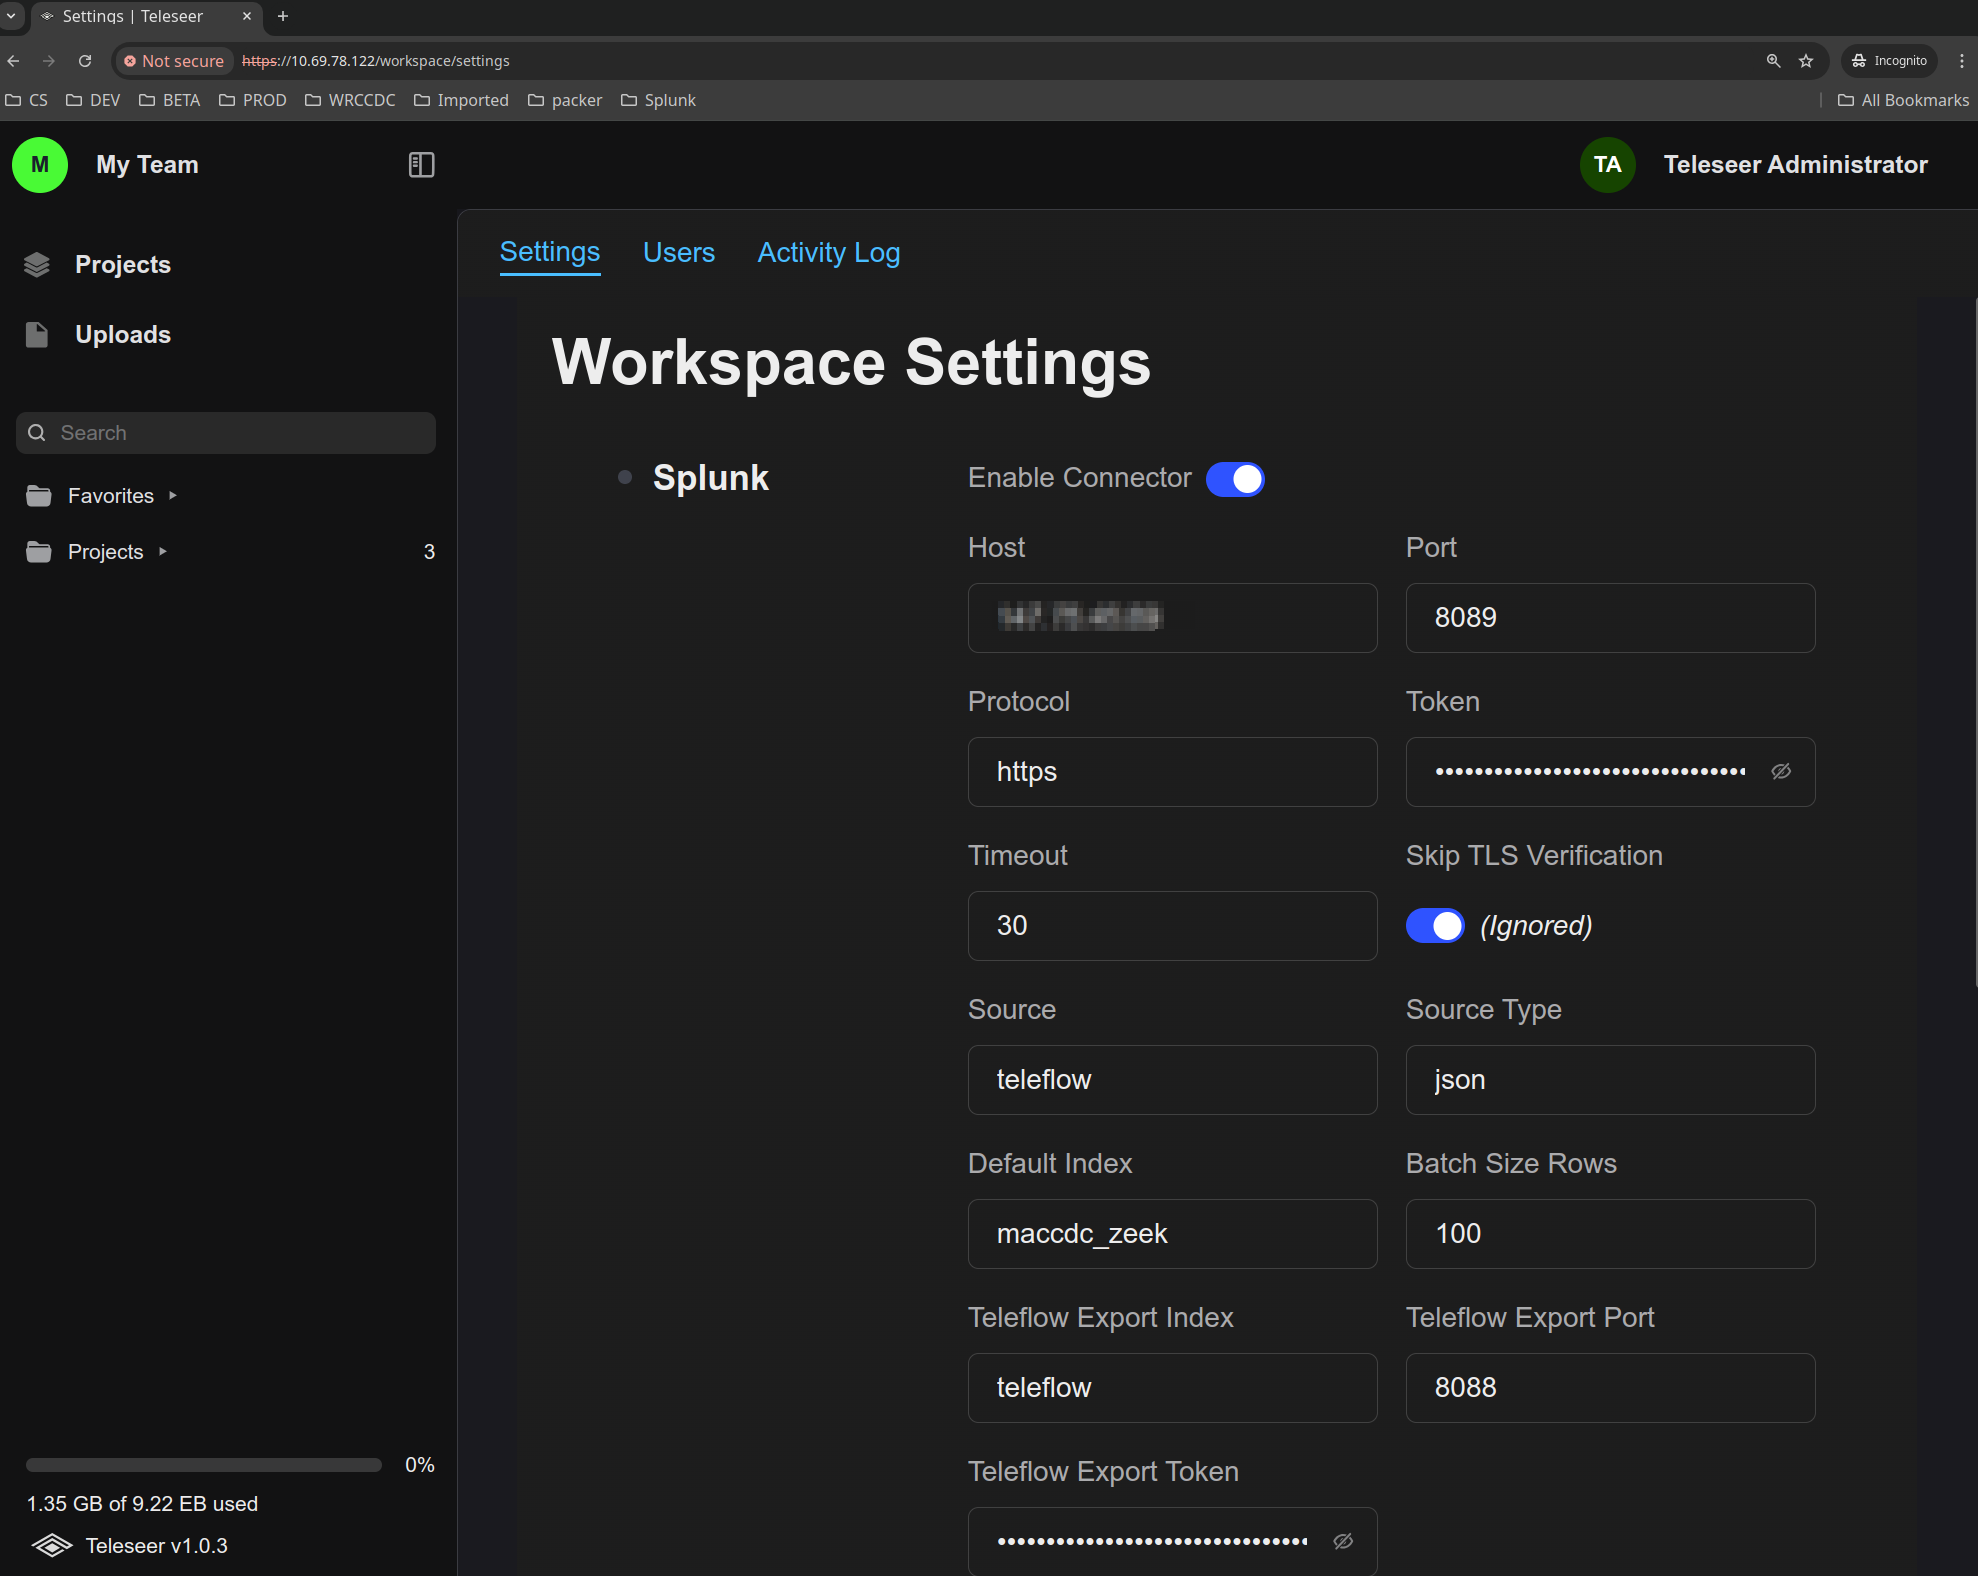 Settings | Teleseer
Not secure https://10.69.78.122/workspace/settings Incognito
CS DEV BETA PROD WRCCDC Imported packer Splunk All Bookmarks
M My Team TA Teleseer Administrator
Projects
Uploads
Search
Favorites
Projects 3
0%
1.35 GB of 9.22 EB used
Teleseer v1.0.3
Settings Users Activity Log
Workspace Settings
Splunk Enable Connector
Host Port
8089
Protocol Token
https
Timeout Skip TLS Verification
30 (Ignored)
Source Source Type
teleflow json
Default Index Batch Size Rows
maccdc_zeek 100
Teleflow Export Index Teleflow Export Port
teleflow 8088
Teleflow Export Token